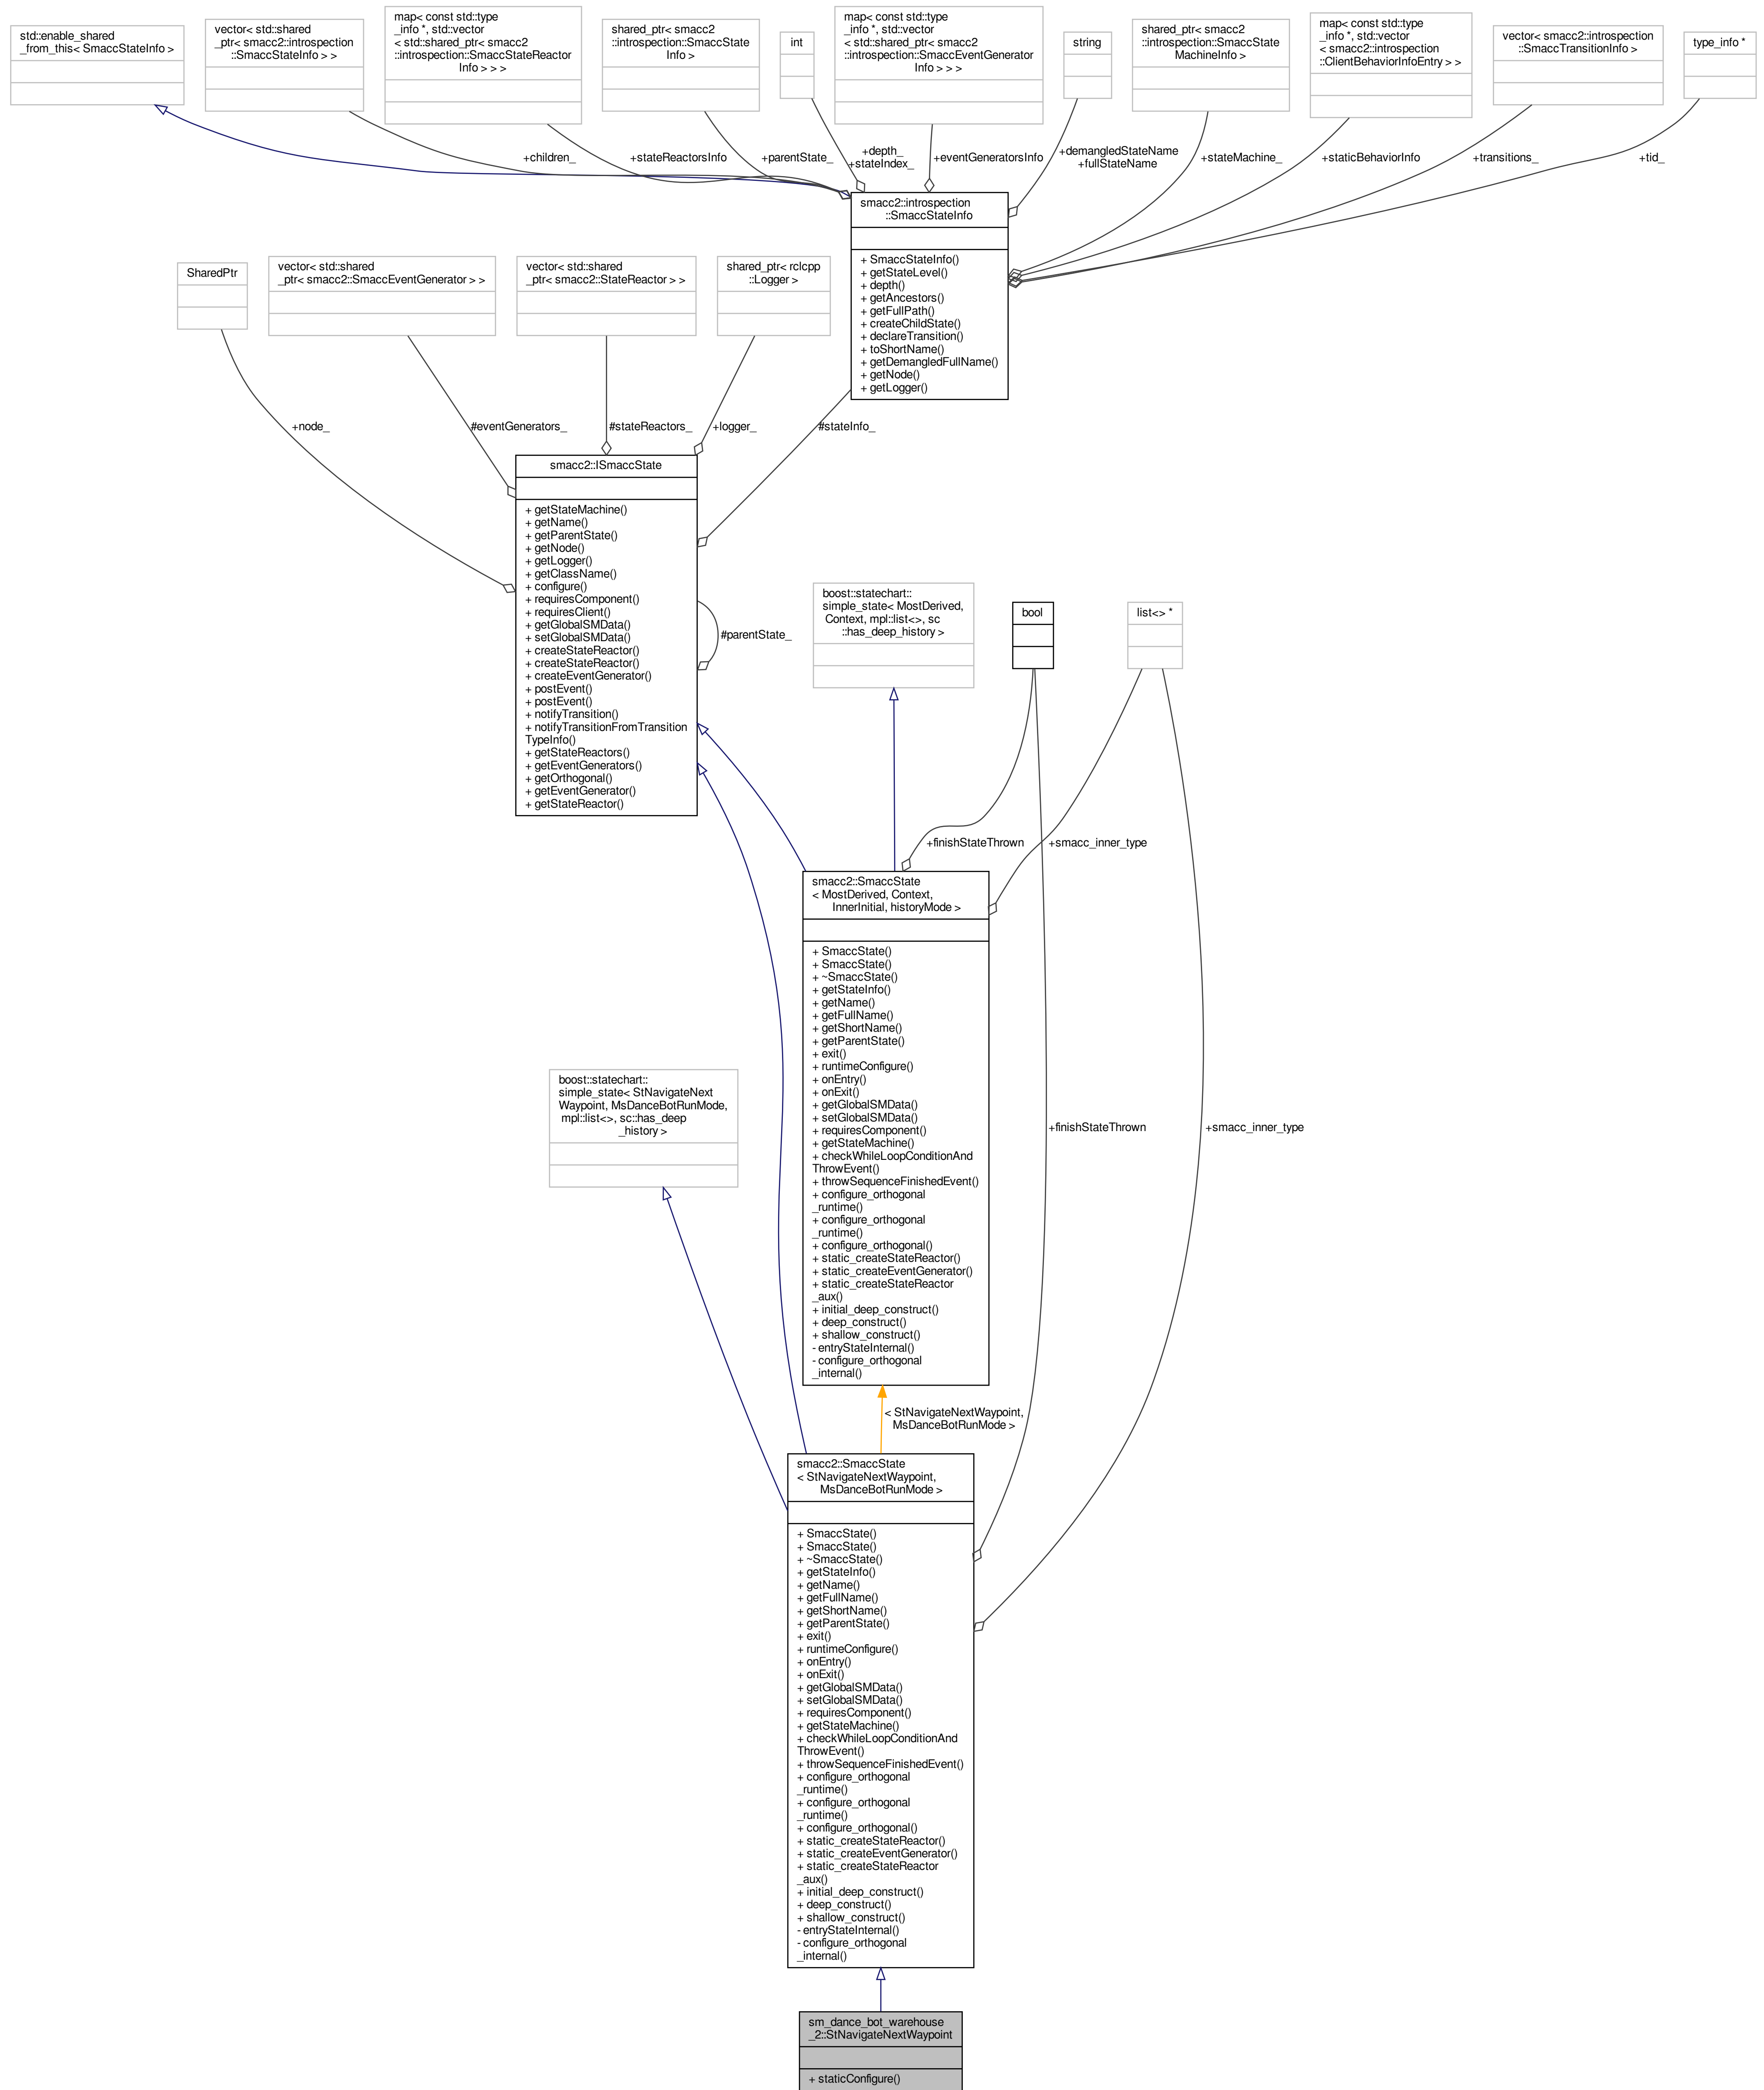 std::enable_shared
_from_this< SmaccStateInfo >
vector< std::shared
_ptr< smacc2::introspection
::SmaccStateInfo > >
map< const std::type
_info *, std::vector
< std::shared_ptr< smacc2
::introspection::SmaccStateReactor
Info > > >
shared_ptr< smacc2
::introspection::SmaccState
Info >
int
map< const std::type
_info *, std::vector
< std::shared_ptr< smacc2
::introspection::SmaccEventGenerator
Info > > >
string
shared_ptr< smacc2
::introspection::SmaccState
MachineInfo >
map< const std::type
_info *, std::vector
< smacc2::introspection
::ClientBehaviorInfoEntry > >
vector< smacc2::introspection
::SmaccTransitionInfo >
type_info *
+children_
+stateReactorsInfo
+parentState_
+depth_
+stateIndex_
+eventGeneratorsInfo
+demangledStateName
+fullStateName
+stateMachine_
+staticBehaviorInfo
+transitions_
+tid_
smacc2::introspection
::SmaccStateInfo
+ SmaccStateInfo()
+ getStateLevel()
+ depth()
+ getAncestors()
+ getFullPath()
+ createChildState()
+ declareTransition()
+ toShortName()
+ getDemangledFullName()
+ getNode()
+ getLogger()
SharedPtr
vector< std::shared
_ptr< smacc2::SmaccEventGenerator > >
vector< std::shared
_ptr< smacc2::StateReactor > >
shared_ptr< rclcpp
::Logger >
+node_
#eventGenerators_
#stateReactors_
+logger_
#stateInfo_
smacc2::ISmaccState
+ getStateMachine()
+ getName()
+ getParentState()
+ getNode()
+ getLogger()
+ getClassName()
+ configure()
+ requiresComponent()
+ requiresClient()
+ getGlobalSMData()
+ setGlobalSMData()
+ createStateReactor()
+ createStateReactor()
+ createEventGenerator()
+ postEvent()
+ postEvent()
+ notifyTransition()
+ notifyTransitionFromTransition
TypeInfo()
+ getStateReactors()
+ getEventGenerators()
+ getOrthogonal()
+ getEventGenerator()
+ getStateReactor()
#parentState_
boost::statechart::
simple_state< MostDerived,
Context, mpl::list<>, sc
::has_deep_history >
bool
list<> *
+finishStateThrown
+smacc_inner_type
smacc2::SmaccState
< MostDerived, Context,
InnerInitial, historyMode >
+ SmaccState()
+ SmaccState()
+ ~SmaccState()
+ getStateInfo()
+ getName()
+ getFullName()
+ getShortName()
+ getParentState()
+ exit()
+ runtimeConfigure()
+ onEntry()
+ onExit()
+ getGlobalSMData()
+ setGlobalSMData()
+ requiresComponent()
+ getStateMachine()
+ checkWhileLoopConditionAnd
ThrowEvent()
+ throwSequenceFinishedEvent()
+ configure_orthogonal
_runtime()
+ configure_orthogonal
_runtime()
+ configure_orthogonal()
+ static_createStateReactor()
+ static_createEventGenerator()
+ static_createStateReactor
_aux()
+ initial_deep_construct()
+ deep_construct()
+ shallow_construct()
- entryStateInternal()
- configure_orthogonal
_internal()
boost::statechart::
simple_state< StNavigateNext
Waypoint, MsDanceBotRunMode,
mpl::list<>, sc::has_deep
_history >
+finishStateThrown
+smacc_inner_type
< StNavigateNextWaypoint,
MsDanceBotRunMode >
smacc2::SmaccState
< StNavigateNextWaypoint,
MsDanceBotRunMode >
+ SmaccState()
+ SmaccState()
+ ~SmaccState()
+ getStateInfo()
+ getName()
+ getFullName()
+ getShortName()
+ getParentState()
+ exit()
+ runtimeConfigure()
+ onEntry()
+ onExit()
+ getGlobalSMData()
+ setGlobalSMData()
+ requiresComponent()
+ getStateMachine()
+ checkWhileLoopConditionAnd
ThrowEvent()
+ throwSequenceFinishedEvent()
+ configure_orthogonal
_runtime()
+ configure_orthogonal
_runtime()
+ configure_orthogonal()
+ static_createStateReactor()
+ static_createEventGenerator()
+ static_createStateReactor
_aux()
+ initial_deep_construct()
+ deep_construct()
+ shallow_construct()
- entryStateInternal()
- configure_orthogonal
_internal()
sm_dance_bot_warehouse
_2::StNavigateNextWaypoint
+ staticConfigure()